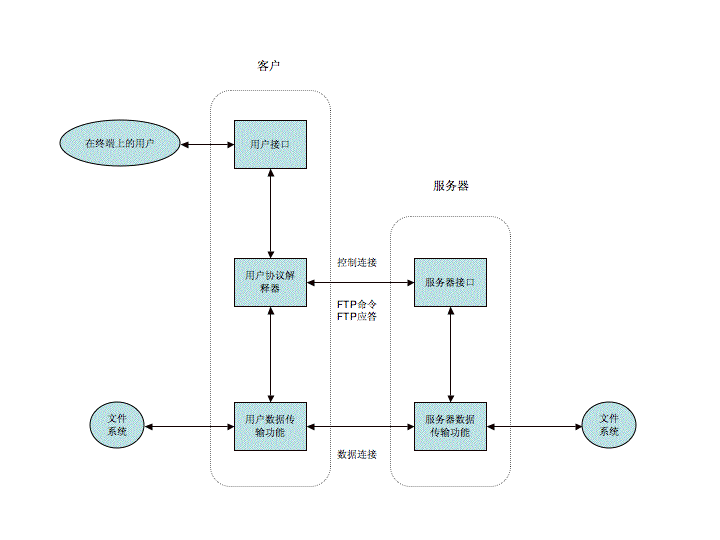 客户
在终端上的用户
用户接口
服务器
控制连接
用户协议解
释器
服务器接口
FTP命令
FTP应答
文件
系统
用户数据传
输功能
服务器数据
传输功能
文件
系统
数据连接